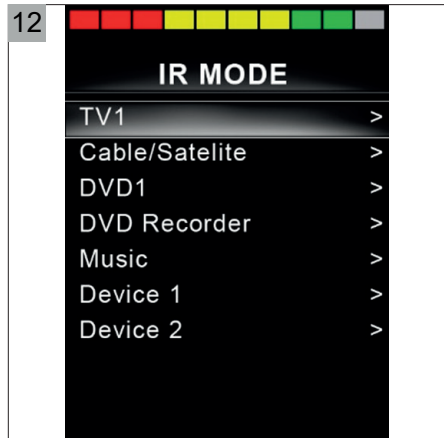 12
IR MODE
TV1 >
Cable/Satelite >
DVD1 >
DVD Recorder >
Music >
Device 1 >
Device 2 >